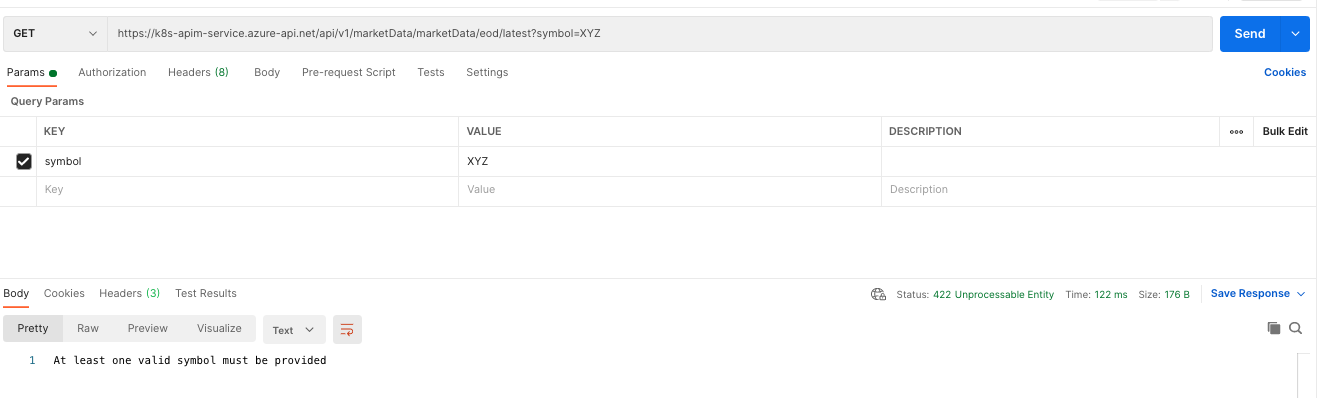 GET https://k8s-apim-service.azure-api.net/api/v1/marketData/marketData/eod/latest?symbol=XYZ Send
Params Authorization Headers (8) Body Pre-request Script Tests Settings Cookies
Query Params
KEY VALUE DESCRIPTION Bulk Edit
symbol XYZ
Key Value Description
Body Cookies Headers (3) Test Results Status: 422 Unprocessable Entity Time: 122 ms Size: 176 B Save Response
Pretty Raw Preview Visualize Text
1 At least one valid symbol must be provided